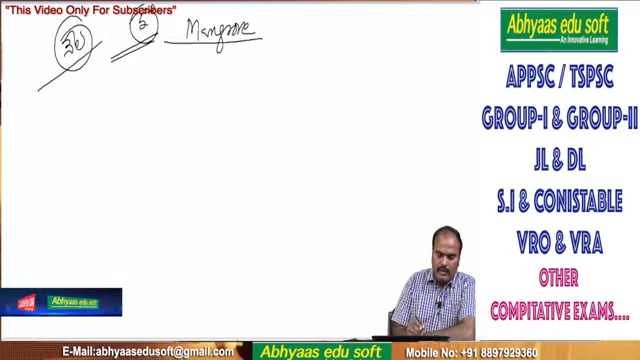 "This Video Only For Subscribers"
Mangrove
Abhyaas edu soft
An Innovative Learning
APPSC / TSPSC
GROUP-I & GROUP-II
JL & DL
S.I & CONISTABLE
VRO & VRA
OTHER
COMPITATIVE EXAMS....
Abhyaas edu soft
E-Mail:abhyaasedusoft@gmail.com
Abhyaas edu soft
Mobile No: +91 8897929360